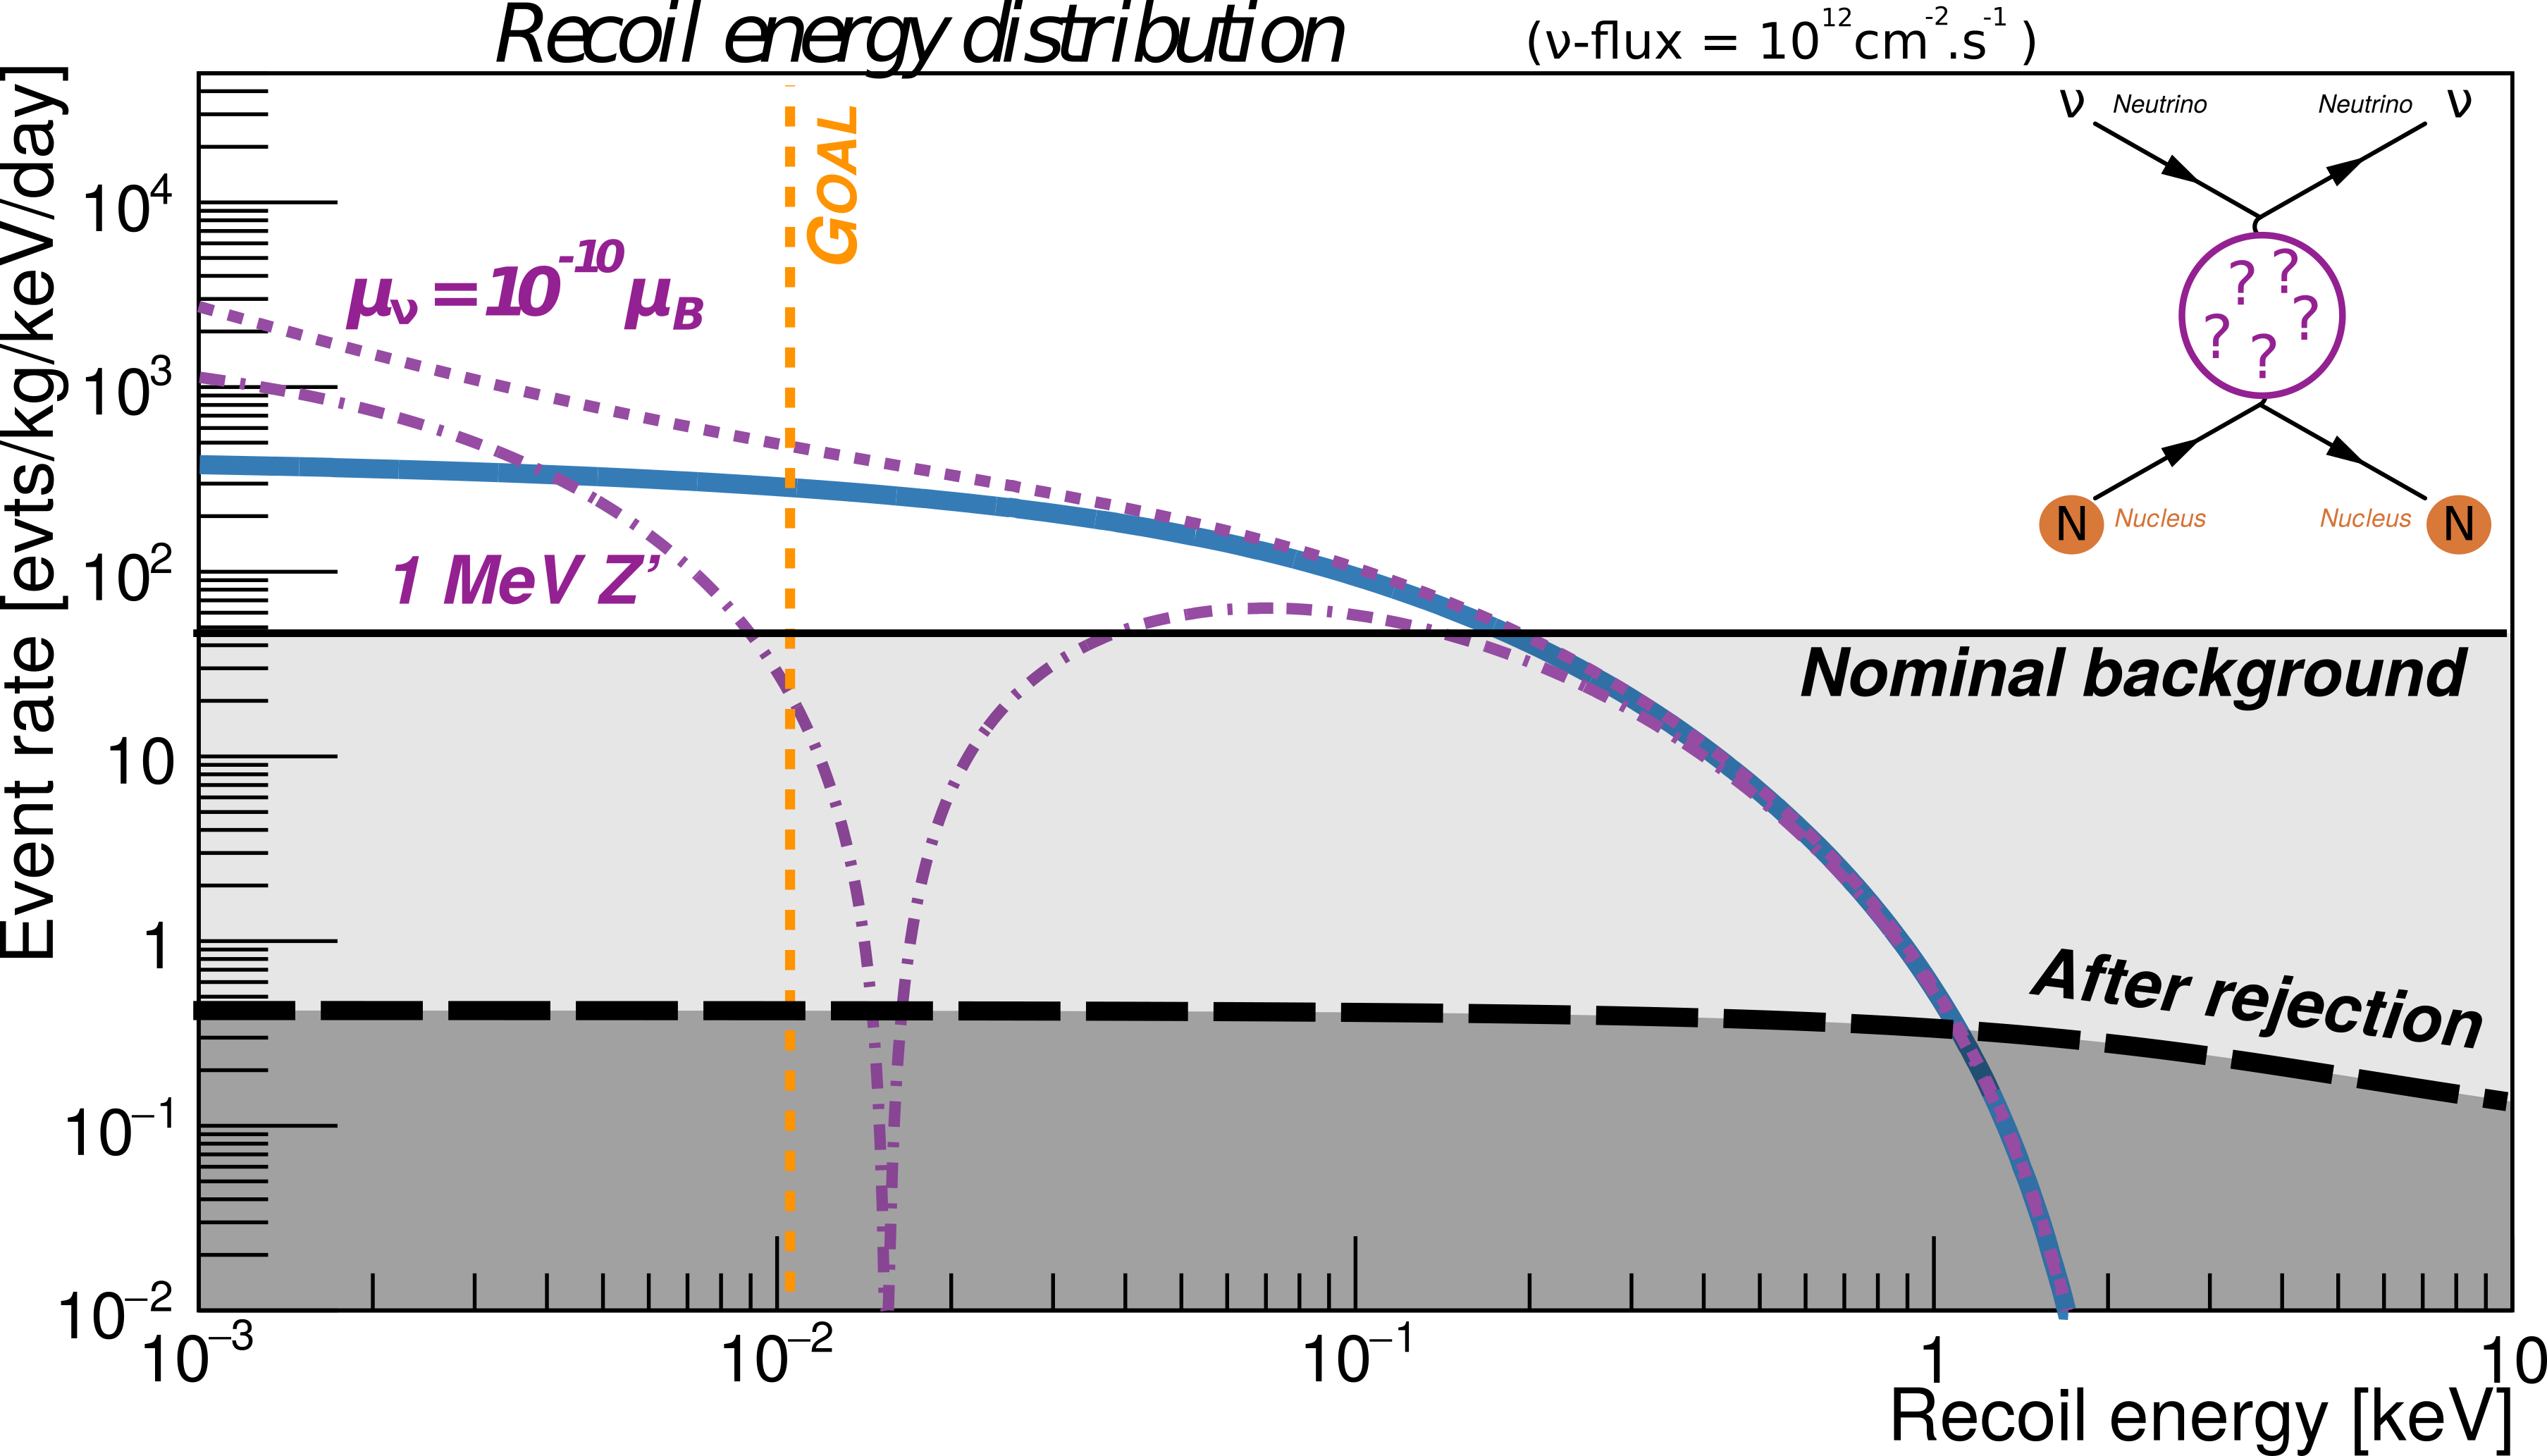 Recoil energy distribution
(ν-flux = 10¹²cm⁻².s⁻¹ )
Event rate [evts/kg/keV/day]
10⁴
10³
10²
10
1
10⁻¹
10⁻²
10⁻³
10⁻²
10⁻¹
1
10
Recoil energy [keV]
GOAL
μν =10⁻¹⁰ μB
1 MeV Z’
Nominal background
After rejection
ν Neutrino
Neutrino ν
? ?
? ?
?
N Nucleus
Nucleus N